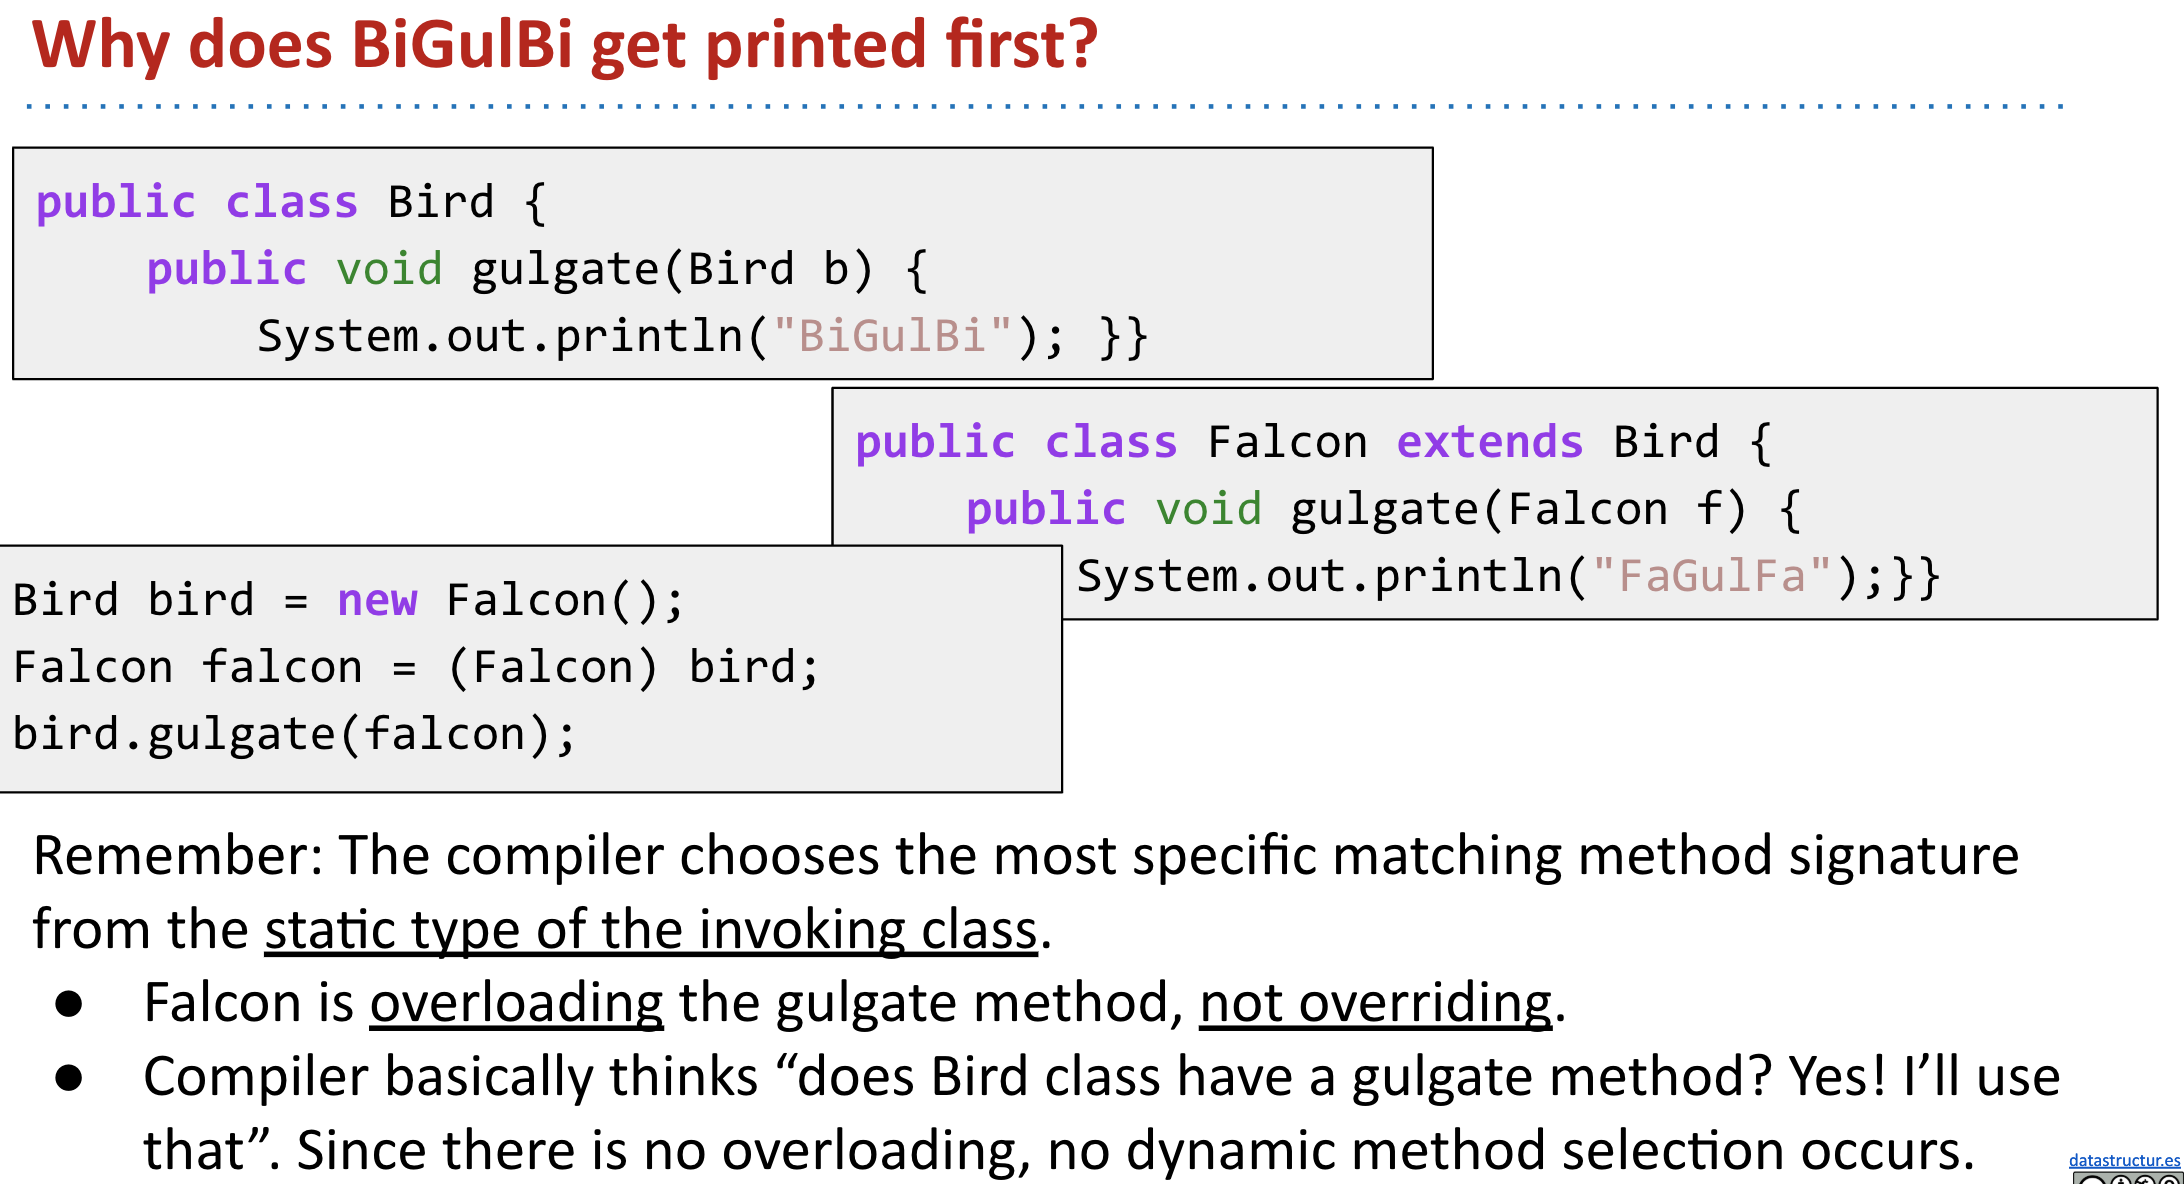 Why does BiGulBi get printed first?
public class Bird {
public void gulgate(Bird b) {
System.out.println("BiGulBi"); }}
public class Falcon extends Bird {
public void gulgate(Falcon f) {
System.out.println("FaGulFa");}}
Bird bird = new Falcon();
Falcon falcon = (Falcon) bird;
bird.gulgate(falcon);
Remember: The compiler chooses the most specific matching method signature
from the static type of the invoking class.
● Falcon is overloading the gulgate method, not overriding.
● Compiler basically thinks “does Bird class have a gulgate method? Yes! I’ll use
that”. Since there is no overloading, no dynamic method selection occurs.
datastructur.es